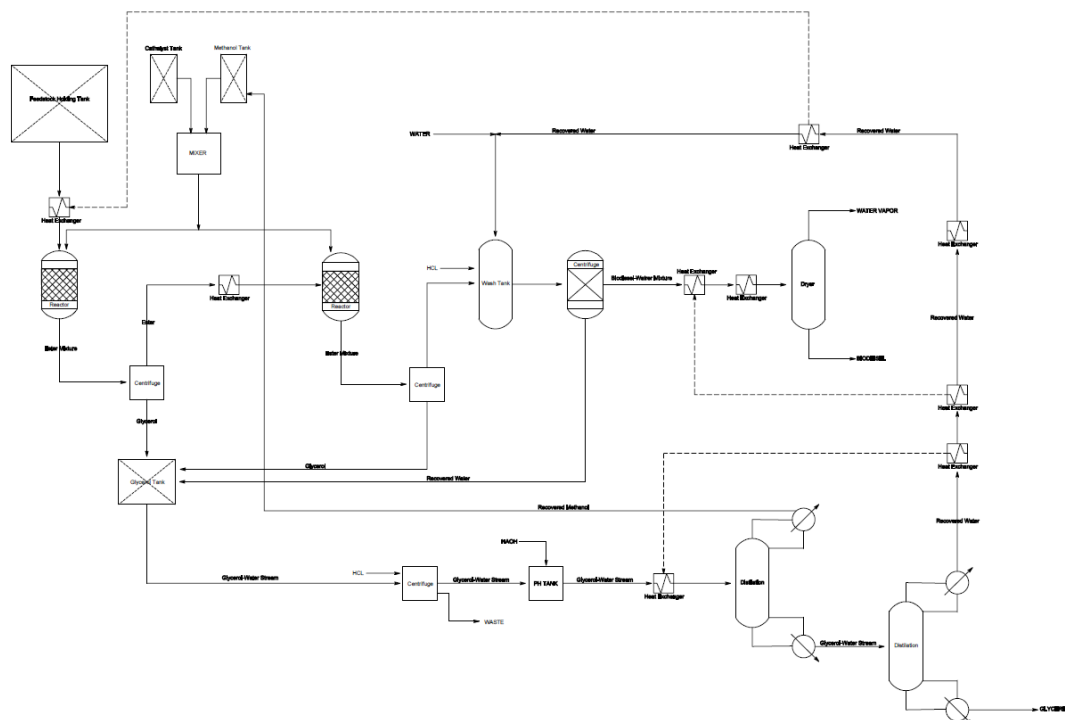 Cathalyst Tank
Methanol Tank
Feedstock Holding Tank
MIXER
WATER
Recovered Water
Heat Exchanger
Recovered Water
Heat Exchanger
WATER VAPOR
Heat Exchanger
Centrifuge
HCL
Wash Tank
Biodiesel-Water Mixture
Heat Exchanger
Heat Exchanger
Dryer
Reactor
Heat Exchanger
Reactor
Ester
Recovered Water
Ester Mixture
Ester Mixture
BIODIESEL
Centrifuge
Centrifuge
Heat Exchanger
Glycerol
Heat Exchanger
Glycerol
Glycerol Tank
Recovered Water
Recovered Methanol
Recovered Water
NAOH
HCL
Glycerol-Water Stream
Centrifuge
Glycerol-Water Stream
PH TANK
Glycerol-Water Stream
Heat Exchanger
Distillation
WASTE
Glycerol-Water Stream
Distillation